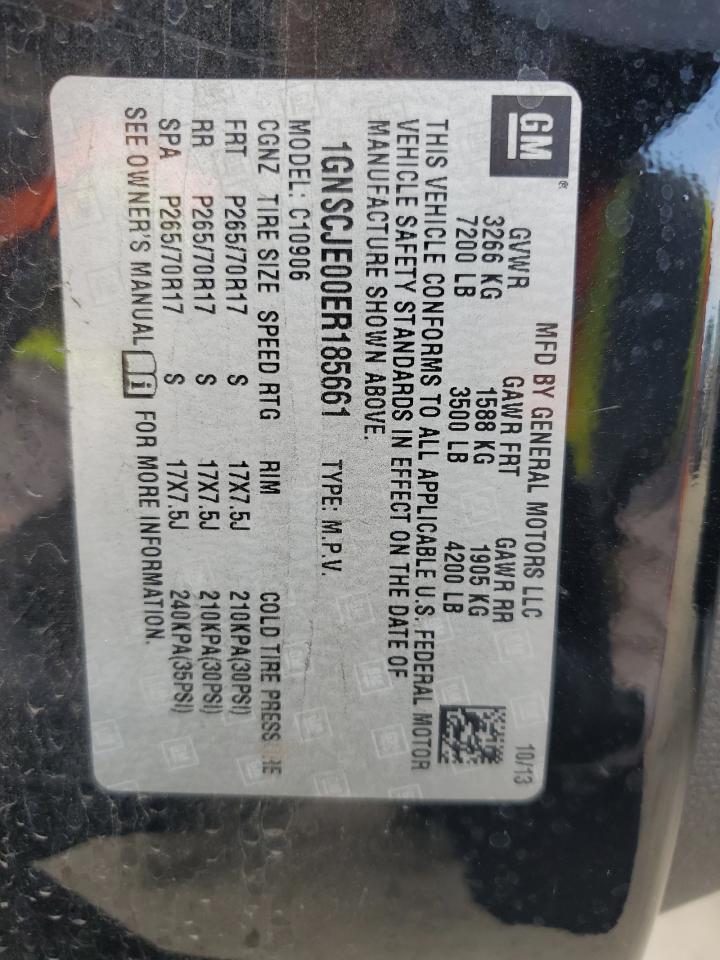 GM®
MFD BY GENERAL MOTORS LLC 10/13
GVWR GAWR FRT GAWR RR
3266 KG 1588 KG 1905 KG
7200 LB 3500 LB 4200 LB
THIS VEHICLE CONFORMS TO ALL APPLICABLE U.S. FEDERAL MOTOR
VEHICLE SAFETY STANDARDS IN EFFECT ON THE DATE OF
MANUFACTURE SHOWN ABOVE.
1GNSCJE00ER185661 TYPE: M.P.V.
MODEL: C10906
CGNZ TIRE SIZE SPEED RTG RIM COLD TIRE
FRT P265/70R17 S 17X7.5J 210KPA(30PSI)
RR P265/70R17 S 17X7.5J 210KPA(30PSI)
SPA P265/70R17 S 17X7.5J 240KPA(35PSI)
SEE OWNER'S MANUAL FOR MORE INFORMATION.